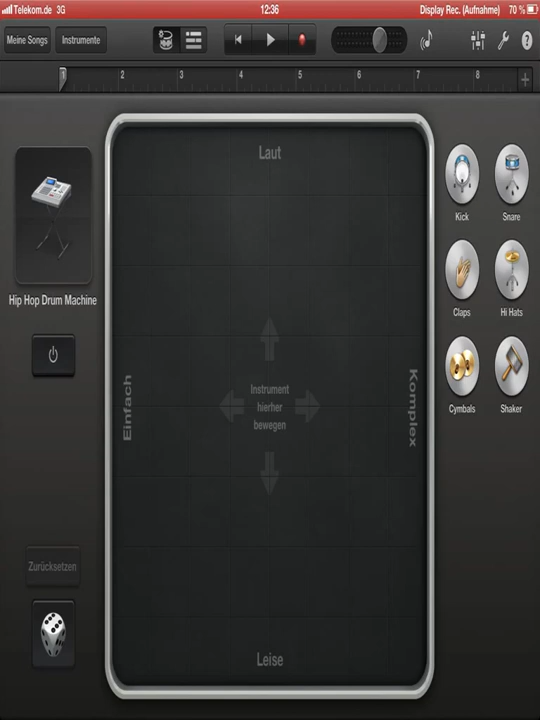 Telekom.de 3G 12:36 Display Rec. (Aufnahme) 70 %
Meine Songs Instrumente ?
1 2 3 4 5 6 7 8 +
Laut
Kick Snare
Hip Hop Drum Machine
Claps Hi Hats
Einfach
Instrument
hierher
bewegen
Komplex
Cymbals Shaker
Zurücksetzen
Leise